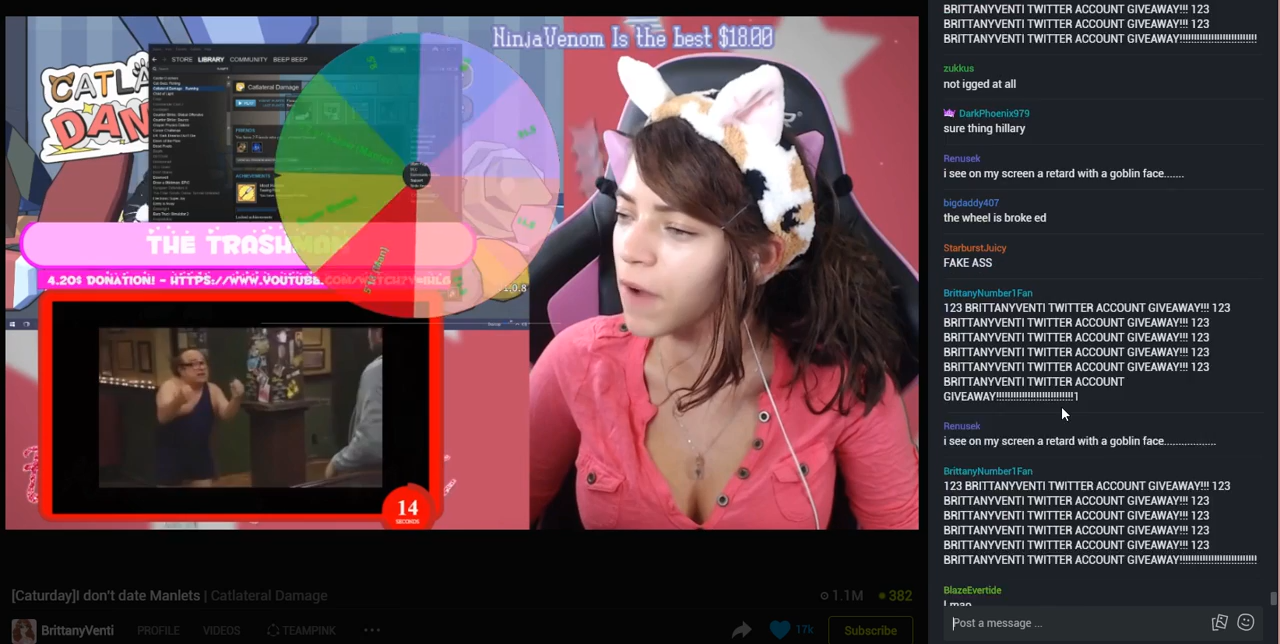 NinjaVenom Is the best $18.00
STORE LIBRARY COMMUNITY BEEP BEEP
Catlateral Damage
PLAY
FRIENDS
ACHIEVEMENTS
THE TRASHMAN
4.20$ DONATION! - HTTPS://WWW.YOUTUBE.COM/WATCH?V=
14
SECONDS
[Caturday]I don't date Manlets | Catlateral Damage
1.1M
382
BrittanyVenti
PROFILE
VIDEOS
TEAMPINK
17k
Subscribe
BRITTANYVENTI TWITTER ACCOUNT GIVEAWAY!!! 123
BRITTANYVENTI TWITTER ACCOUNT GIVEAWAY!!! 123
BRITTANYVENTI TWITTER ACCOUNT GIVEAWAY!!!!!!!!!!!!!!!!!!!!!!!!!!!
zukkus
not igged at all
DarkPhoenix979
sure thing hillary
Renusek
i see on my screen a retard with a goblin face.......
bigdaddy407
the wheel is broke ed
StarburstJuicy
FAKE ASS
BrittanyNumber1Fan
123 BRITTANYVENTI TWITTER ACCOUNT GIVEAWAY!!! 123
BRITTANYVENTI TWITTER ACCOUNT GIVEAWAY!!! 123
BRITTANYVENTI TWITTER ACCOUNT GIVEAWAY!!! 123
BRITTANYVENTI TWITTER ACCOUNT GIVEAWAY!!! 123
BRITTANYVENTI TWITTER ACCOUNT GIVEAWAY!!! 123
BRITTANYVENTI TWITTER ACCOUNT
GIVEAWAY!!!!!!!!!!!!!!!!!!!!!!!!!!!1
Renusek
i see on my screen a retard with a goblin face.................
BrittanyNumber1Fan
123 BRITTANYVENTI TWITTER ACCOUNT GIVEAWAY!!! 123
BRITTANYVENTI TWITTER ACCOUNT GIVEAWAY!!! 123
BRITTANYVENTI TWITTER ACCOUNT GIVEAWAY!!! 123
BRITTANYVENTI TWITTER ACCOUNT GIVEAWAY!!! 123
BRITTANYVENTI TWITTER ACCOUNT GIVEAWAY!!! 123
BRITTANYVENTI TWITTER ACCOUNT GIVEAWAY!!!!!!!!!!!!!!!!!!!!!!!!!!!
BlazeEvertide
Lmao
Post a message ...